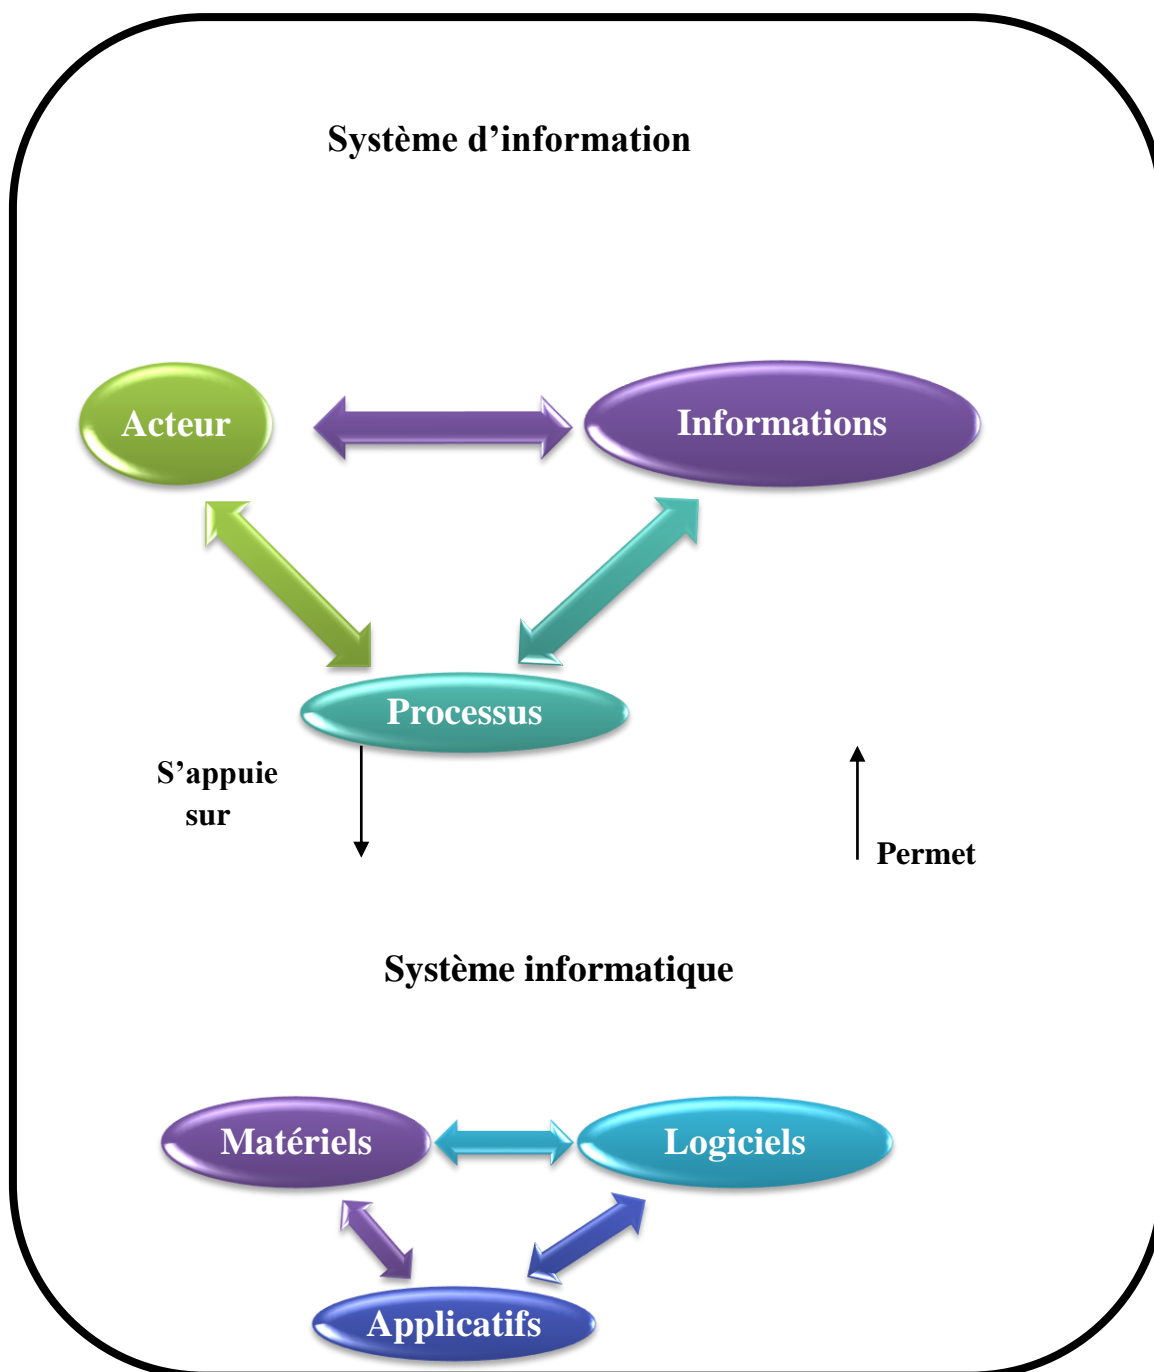 Système d’information
Acteur
Informations
Processus
S’appuie
sur
Permet
Système informatique
Matériels
Logiciels
Applicatifs